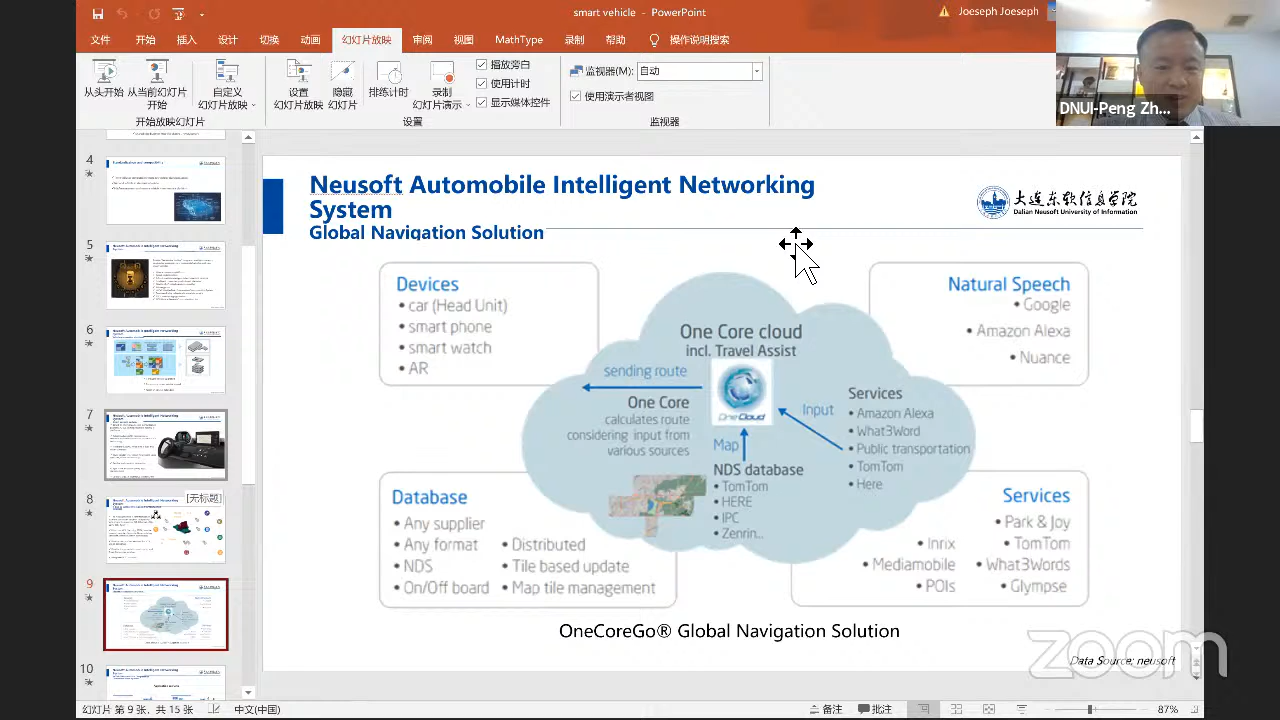 smart vehicle - PowerPoint
Joeseph Joeseph
文件 开始 插入 设计 切换 动画 幻灯片放映 审阅 视图 MathType 录制 帮助 操作说明搜索
从头开始
从当前幻灯片
开始
自定义
幻灯片放映
开始放映幻灯片
设置
幻灯片放映
隐藏
幻灯片
排练计时
录制
幻灯片演示
播放旁白
使用计时
显示媒体控件
设置
监视器(M): 自动
使用演示者视图
监视器
DNUI-Peng Zh...
4
5
6
7
8
[无标题]
9
10
Neusoft Automobile Intelligent Networking
System
Global Navigation Solution
大连东软信息学院
Dalian Neusoft University of Information
Devices
• car(Head Unit)
• smart phone
• smart watch
• AR
Natural Speech
• Google
• Amazon Alexa
• Nuance
One Core cloud
incl. Travel Assist
sending route
OneCloud
One Core
calculates route
considering input from
various sources
Input
Map
Services
• Amazon Alexa
• What3Word
• Public transportation
• TomTom
• Here
NDS database
• TomTom
• HERE
• IPC
• Zenrin...
Database
• Any supplier
• Any format • Distributed
• NDS • Tile based update
• On/off board • Map to management
Services
• Park & Joy
• Inrix • TomTom
• Mediamobile • What3Words
• POIs Glympse
OnecoreGo® Global Navigation Solution
Data Source: neusoft
zoom
幻灯片 第 9 张，共 15 张 中文(中国)
备注 批注 87%